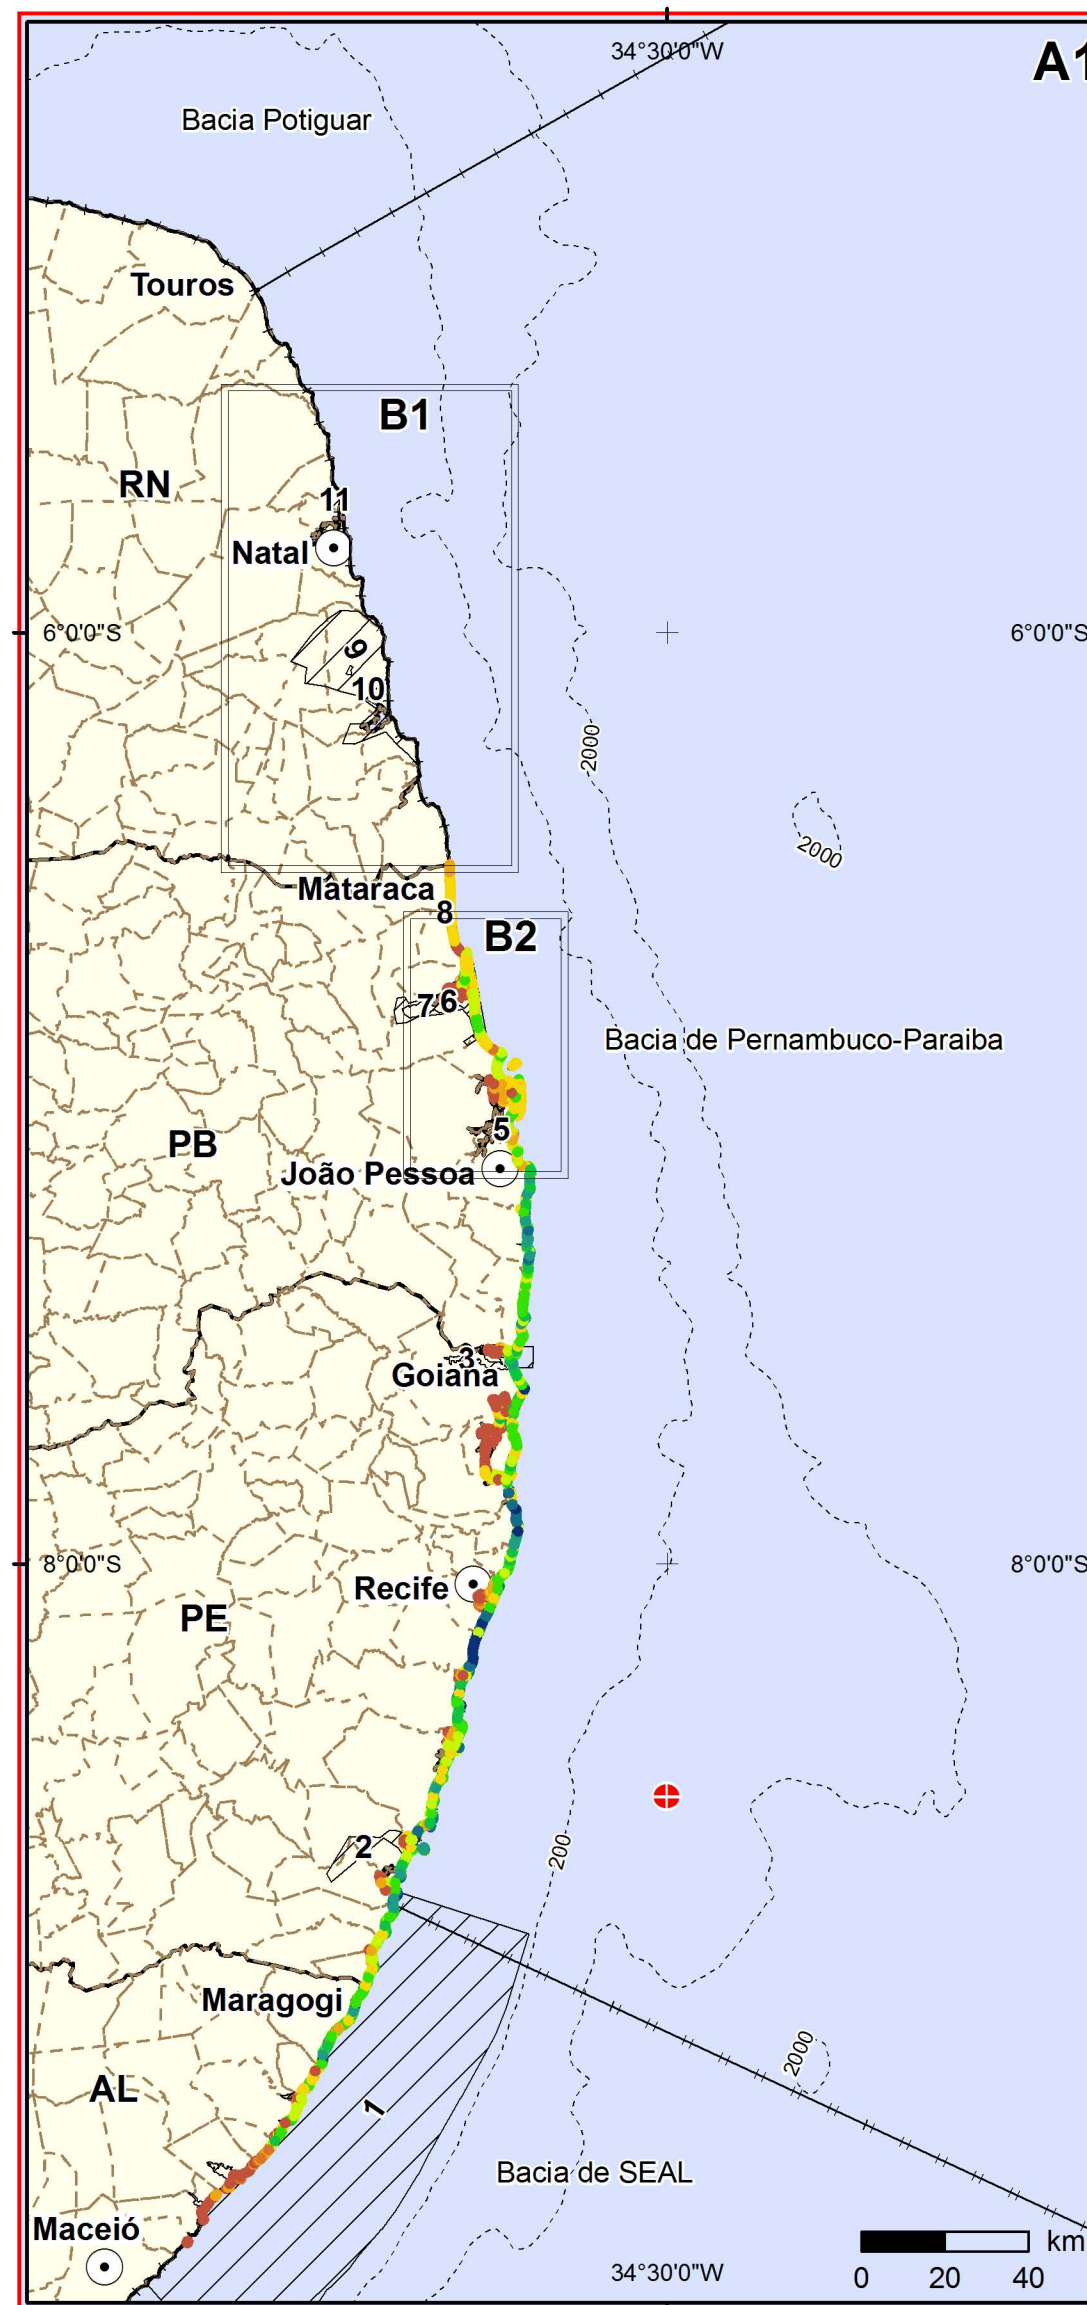 34°30'0"W
A1
Bacia Potiguar
Touros
B1
RN
11
Natal
6°0'0"S
6°0'0"S
9
10
2000
2000
Mataraca
8
B2
7
6
Bacia de Pernambuco-Paraiba
5
PB
João Pessoa
3
Goiana
8°0'0"S
8°0'0"S
Recife
PE
2
200
Maragogi
2000
AL
1
Bacia de SEAL
Maceió
km
34°30'0"W
0 20 40